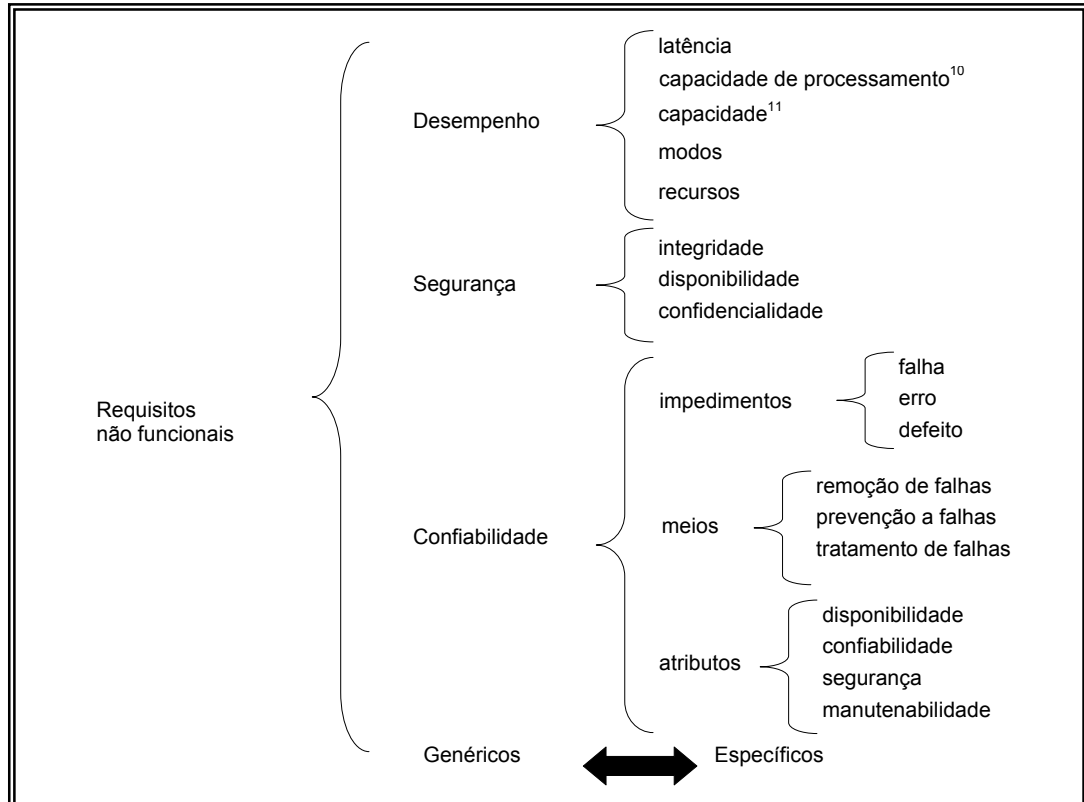 Requisitos
não funcionais
Desempenho
latência
capacidade de processamento10
capacidade11
modos
recursos
Segurança
integridade
disponibilidade
confidencialidade
Confiabilidade
impedimentos
falha
erro
defeito
meios
remoção de falhas
prevenção a falhas
tratamento de falhas
atributos
disponibilidade
confiabilidade
segurança
manutenabilidade
Genéricos
Específicos